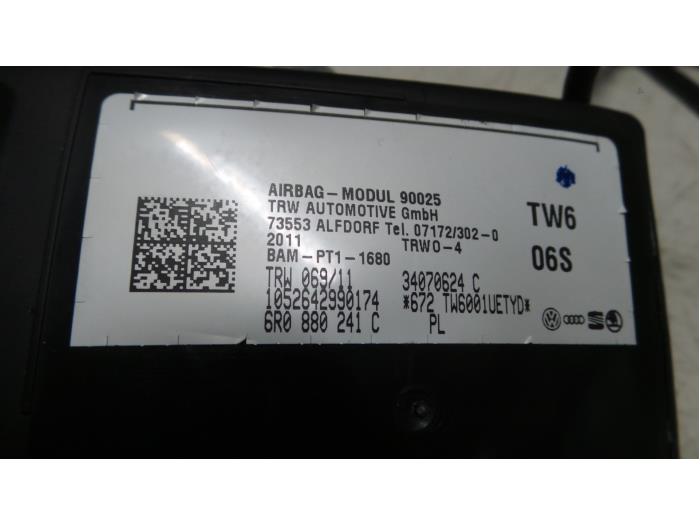 AIRBAG-MODUL 90025
TRW AUTOMOTIVE GmbH
73553 ALFDORF Tel. 07172/302-0
2011 TRWO-4
BAM-PT1-1680
TRW 069/11 34070624 C
1052642990174 *672 TW6001UETYD*
6R0 880 241 C PL
TW6
06S